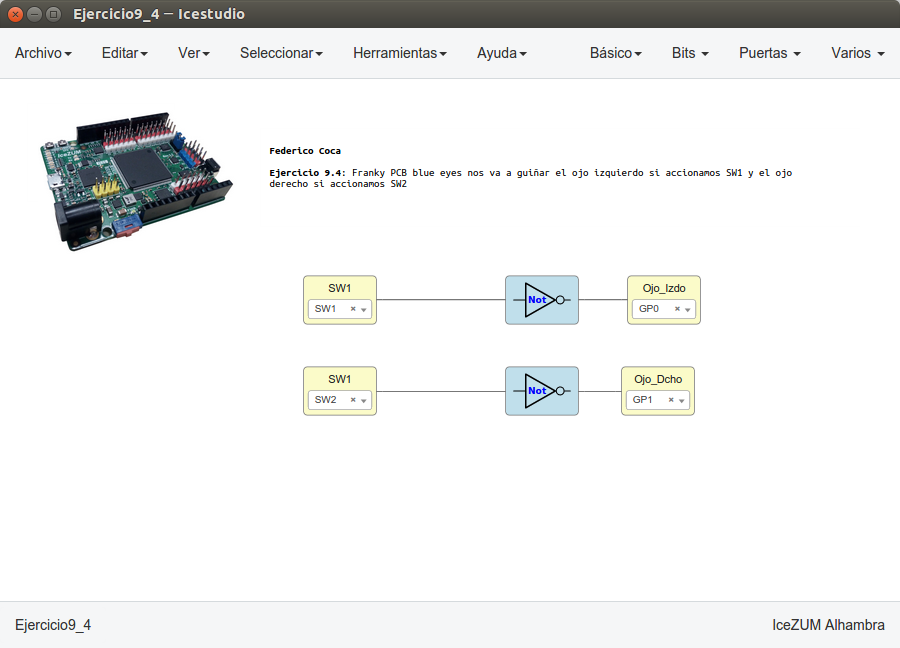 Ejercicio9_4 — Icestudio
Archivo Editar Ver Seleccionar Herramientas Ayuda Básico Bits Puertas Varios
IceZUM
Federico Coca
Ejercicio 9.4: Franky PCB blue eyes nos va a guiñar el ojo izquierdo si accionamos SW1 y el ojo
derecho si accionamos SW2
SW1 Ojo_Izdo
SW1 Not GP0
SW1 Ojo_Dcho
SW2 Not GP1
Ejercicio9_4 IceZUM Alhambra